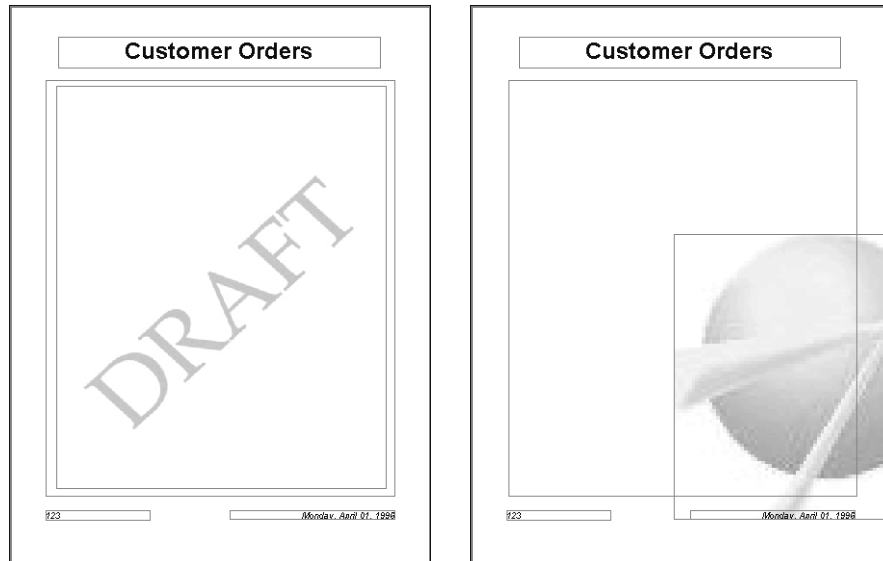 Customer Orders
DRAFT
123
Monday, April 01, 1996
Customer Orders
123
Monday, April 01, 1996